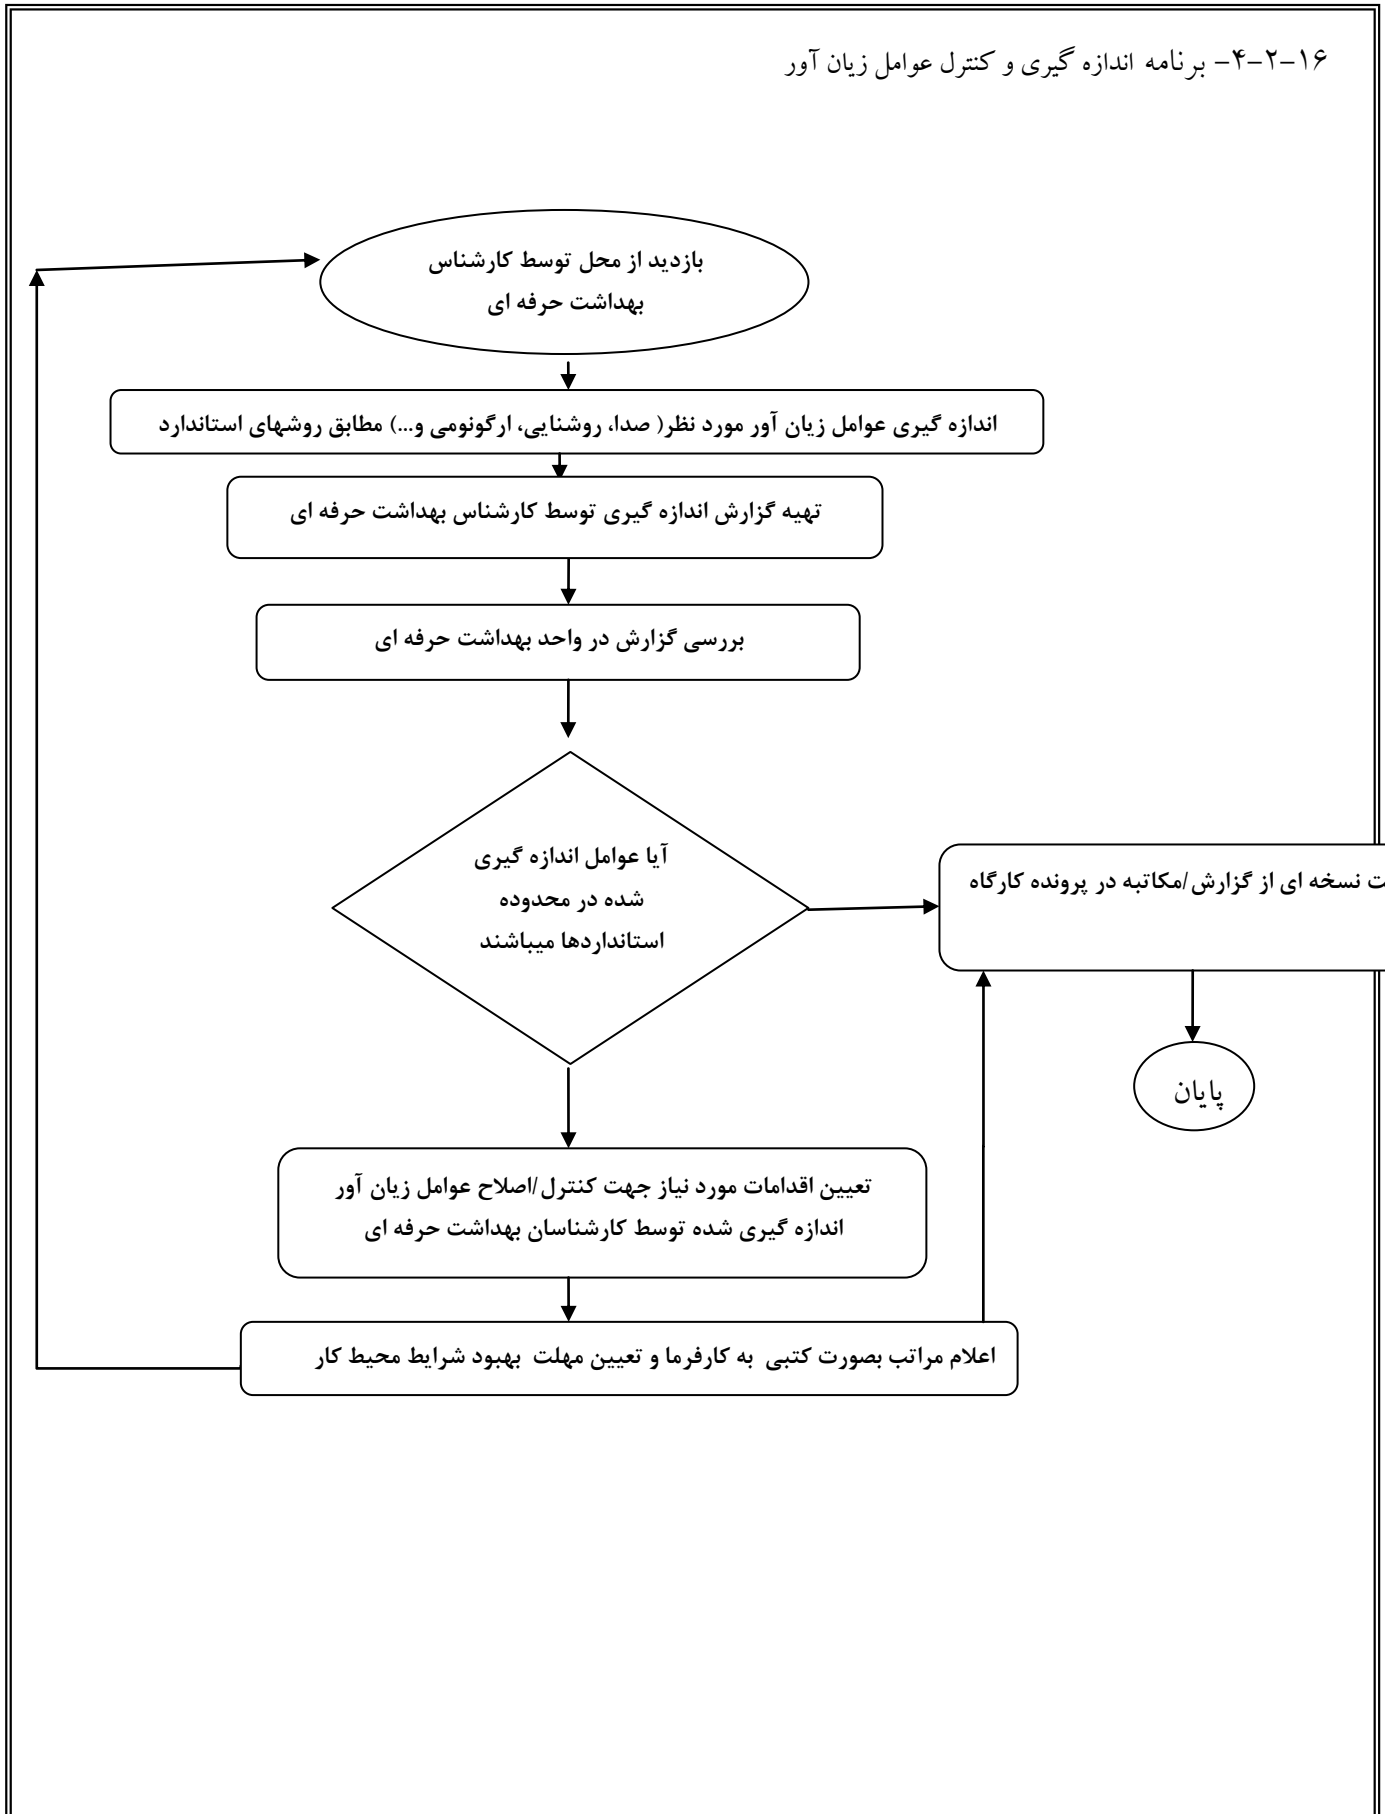 ۴-۲-۱۶- برنامه اندازه گیری و کنترل عوامل زیان آور
بازدید از محل توسط کارشناس
بهداشت حرفه ای
اندازه گیری عوامل زیان آور مورد نظر( صدا، روشنایی، ارگونومی و...) مطابق روشهای استاندارد
تهیه گزارش اندازه گیری توسط کارشناس بهداشت حرفه ای
بررسی گزارش در واحد بهداشت حرفه ای
آیا عوامل اندازه گیری
شده در محدوده
استانداردها میباشند
نسخه ای از گزارش/مکاتبه در پرونده کارگاه
پایان
تعیین اقدامات مورد نیاز جهت کنترل/اصلاح عوامل زیان آور
اندازه گیری شده توسط کارشناسان بهداشت حرفه ای
اعلام مراتب بصورت کتبی به کارفرما و تعیین مهلت بهبود شرایط محیط کار